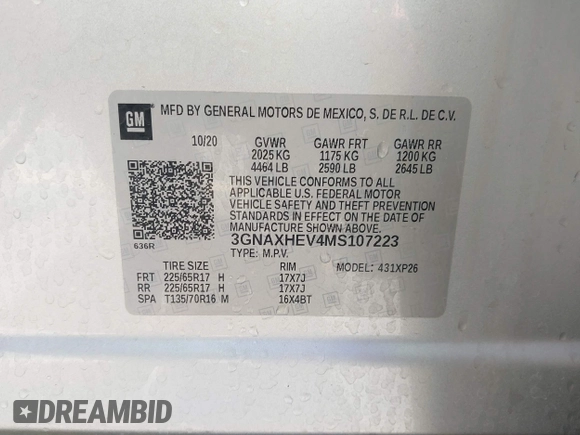 GM
MFD BY GENERAL MOTORS DE MEXICO, S. DE R.L. DE C.V.
10/20 GVWR GAWR FRT GAWR RR
2025 KG 1175 KG 1200 KG
4464 LB 2590 LB 2645 LB
THIS VEHICLE CONFORMS TO ALL
APPLICABLE U.S. FEDERAL MOTOR
VEHICLE SAFETY AND THEFT PREVENTION
STANDARDS IN EFFECT ON THE DATE OF
MANUFACTURE SHOWN ABOVE.
636R 3GNAXHEV4MS107223
TYPE: M.P.V.
TIRE SIZE RIM MODEL: 431XP26
FRT 225/65R17 H 17X7J
RR 225/65R17 H 17X7J
SPA T135/70R16 M 16X4BT
DREAMBID